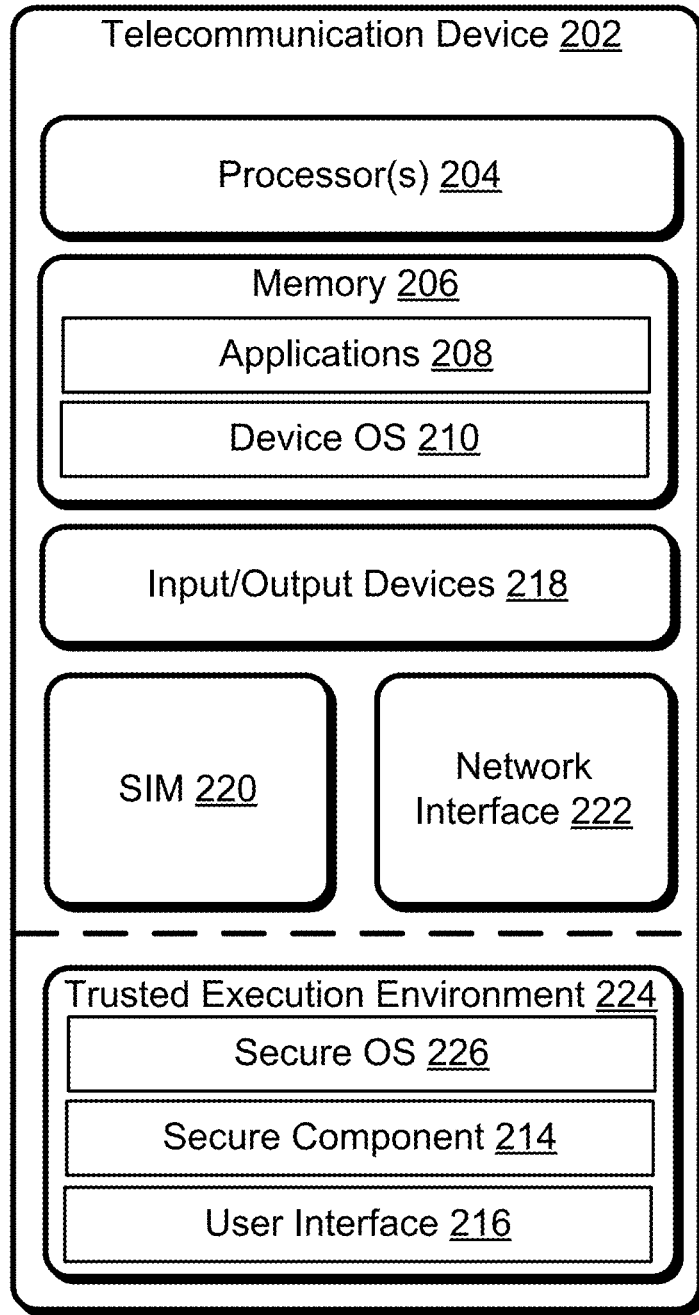 Telecommunication Device 202
Processor(s) 204
Memory 206
Applications 208
Device OS 210
Input/Output Devices 218
SIM 220
Network
Interface 222
Trusted Execution Environment 224
Secure OS 226
Secure Component 214
User Interface 216